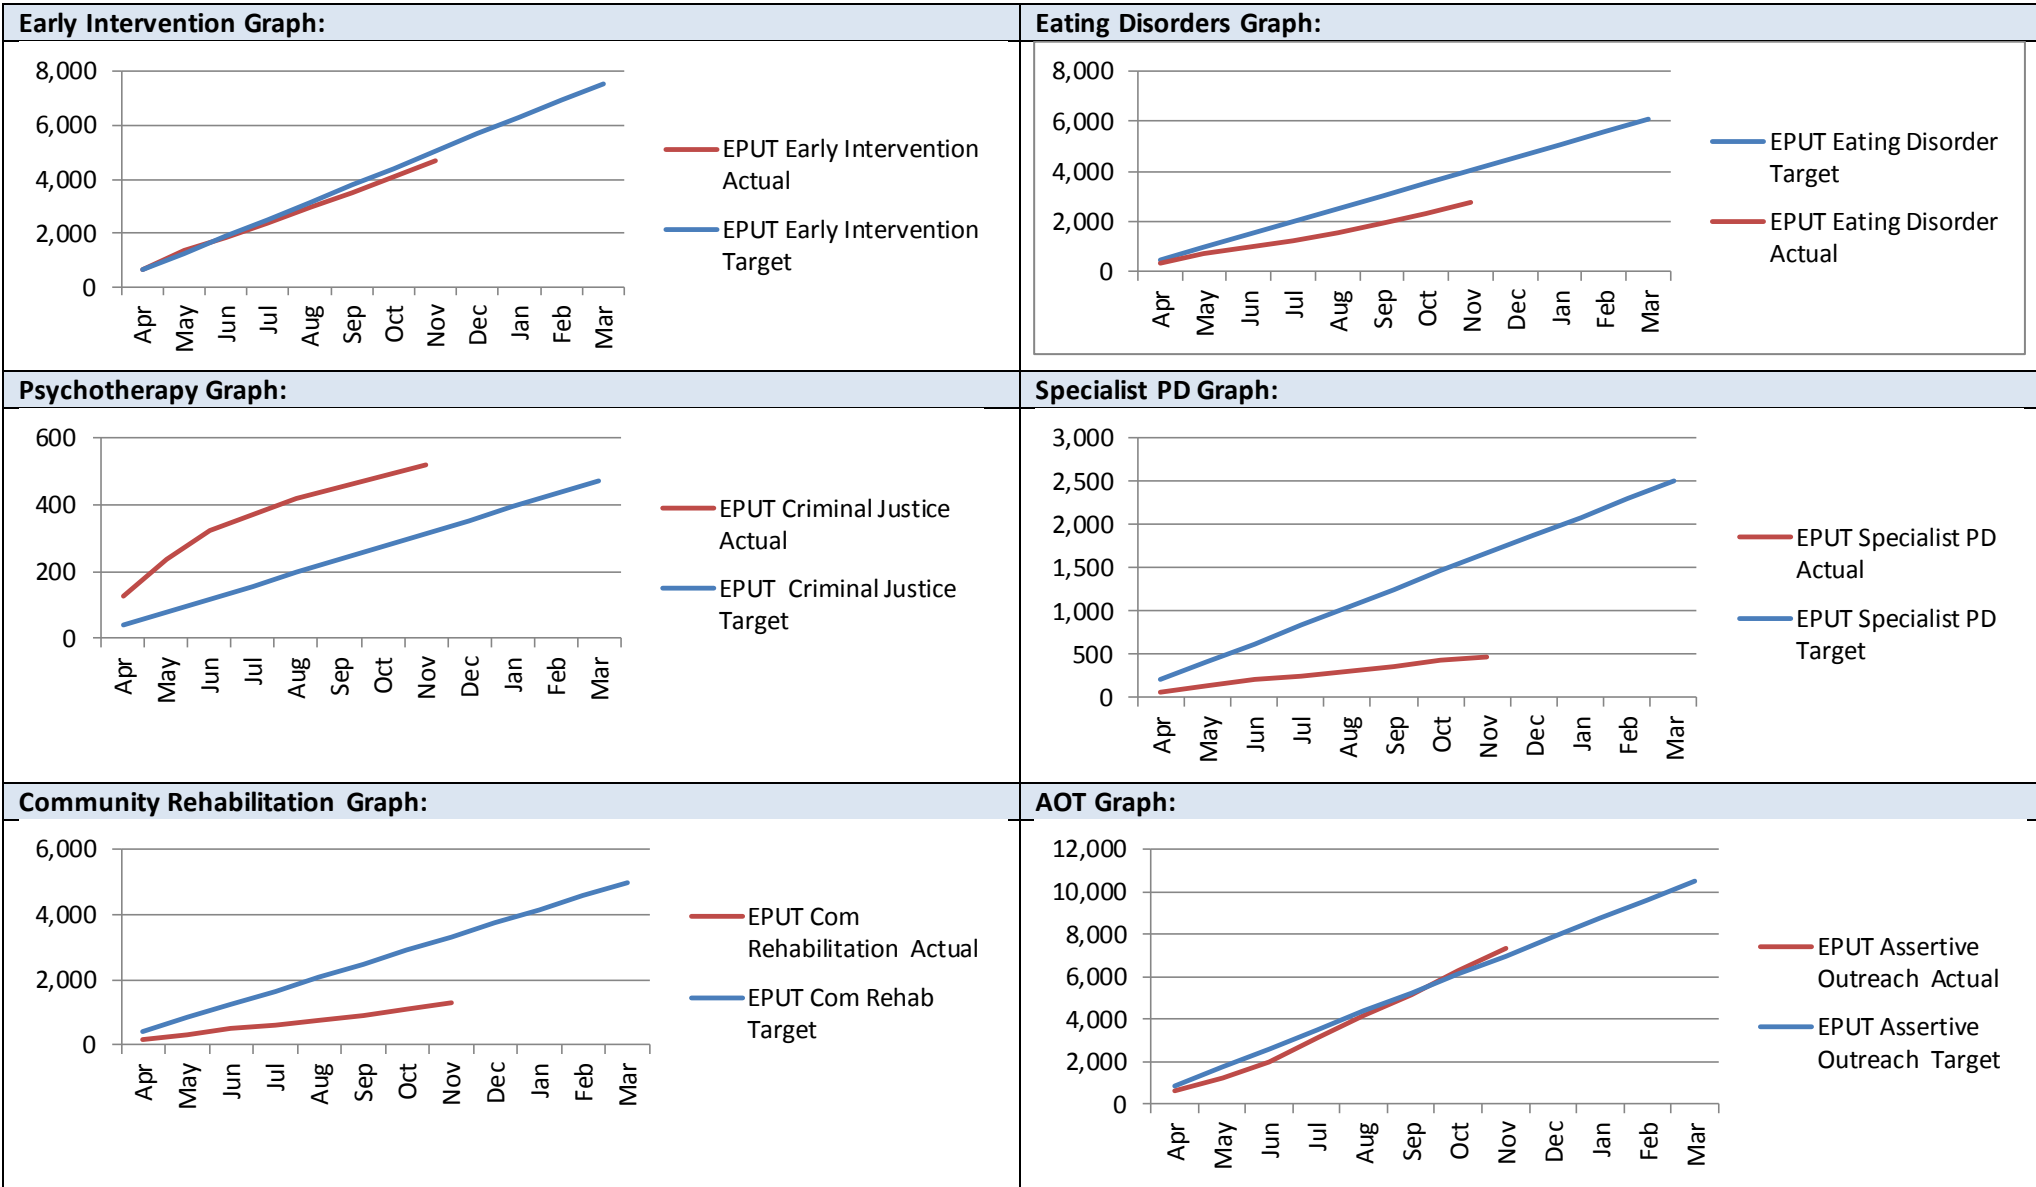 Early Intervention Graph:
8,000
6,000
4,000
2,000
0
Apr
May
Jun
Jul
Aug
Sep
Oct
Nov
Dec
Jan
Feb
Mar
EPUT Early Intervention
Actual
EPUT Early Intervention
Target
Eating Disorders Graph:
8,000
6,000
4,000
2,000
0
Apr
May
Jun
Jul
Aug
Sep
Oct
Nov
Dec
Jan
Feb
Mar
EPUT Eating Disorder
Target
EPUT Eating Disorder
Actual
Psychotherapy Graph:
600
400
200
0
Apr
May
Jun
Jul
Aug
Sep
Oct
Nov
Dec
Jan
Feb
Mar
EPUT Criminal Justice
Actual
EPUT Criminal Justice
Target
Specialist PD Graph:
3,000
2,500
2,000
1,500
1,000
500
0
Apr
May
Jun
Jul
Aug
Sep
Oct
Nov
Dec
Jan
Feb
Mar
EPUT Specialist PD
Actual
EPUT Specialist PD
Target
Community Rehabilitation Graph:
6,000
4,000
2,000
0
Apr
May
Jun
Jul
Aug
Sep
Oct
Nov
Dec
Jan
Feb
Mar
EPUT Com
Rehabilitation Actual
EPUT Com Rehab
Target
AOT Graph:
12,000
10,000
8,000
6,000
4,000
2,000
0
Apr
May
Jun
Jul
Aug
Sep
Oct
Nov
Dec
Jan
Feb
Mar
EPUT Assertive
Outreach Actual
EPUT Assertive
Outreach Target